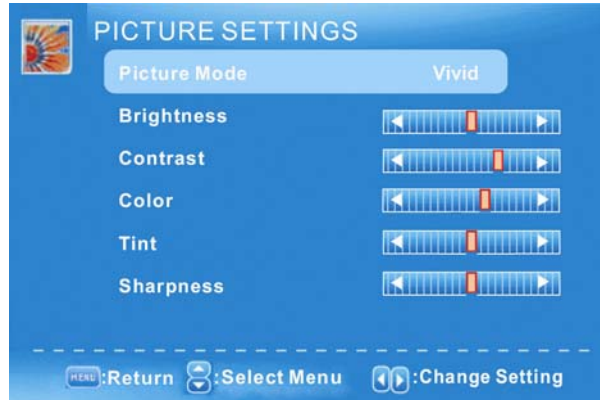 PICTURE SETTINGS
Picture Mode Vivid
Brightness
Contrast
Color
Tint
Sharpness
MENU :Return :Select Menu :Change Setting